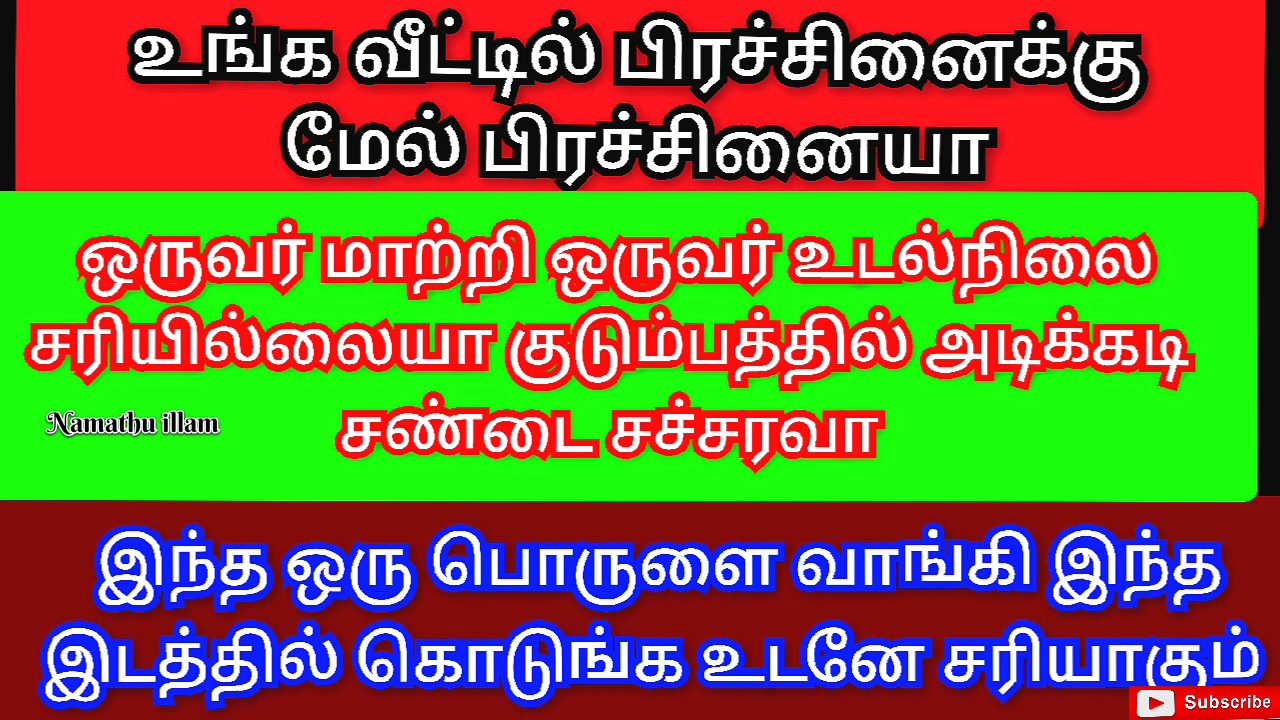 உங்க வீட்டில் பிரச்சினைக்கு
மேல் பிரச்சினையா
ஒருவர் மாற்றி ஒருவர் உடல்நிலை
சரியில்லையா குடும்பத்தில் அடிக்கடி
சண்டை சச்சரவா
Namathu illam
இந்த ஒரு பொருளை வாங்கி இந்த
இடத்தில் கொடுங்க உடனே சரியாகும்
Subscribe